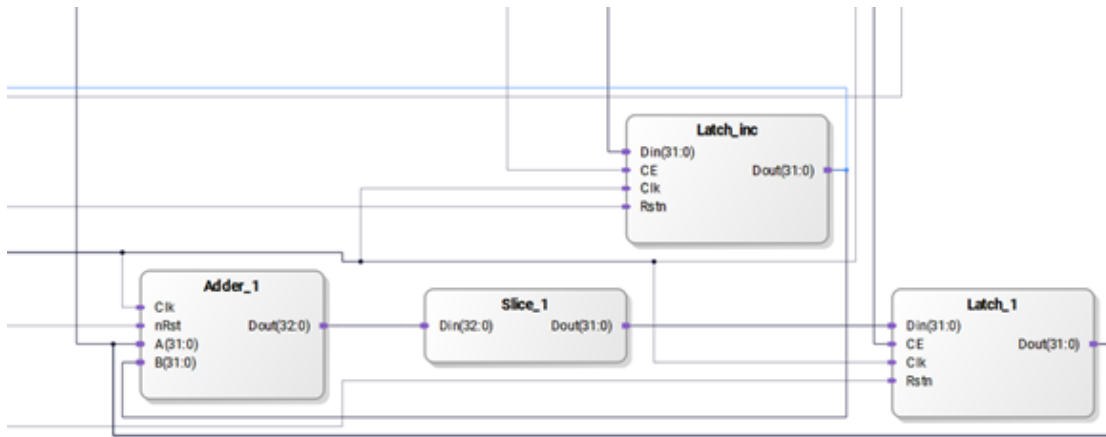 Latch_inc
Din(31:0)
CE
Dout(31:0)
Clk
Rstn
Adder_1
Clk
nRst
Dout(32:0)
A(31:0)
B(31:0)
Slice_1
Din(32:0)
Dout(31:0)
Latch_1
Din(31:0)
CE
Dout(31:0)
Clk
Rstn